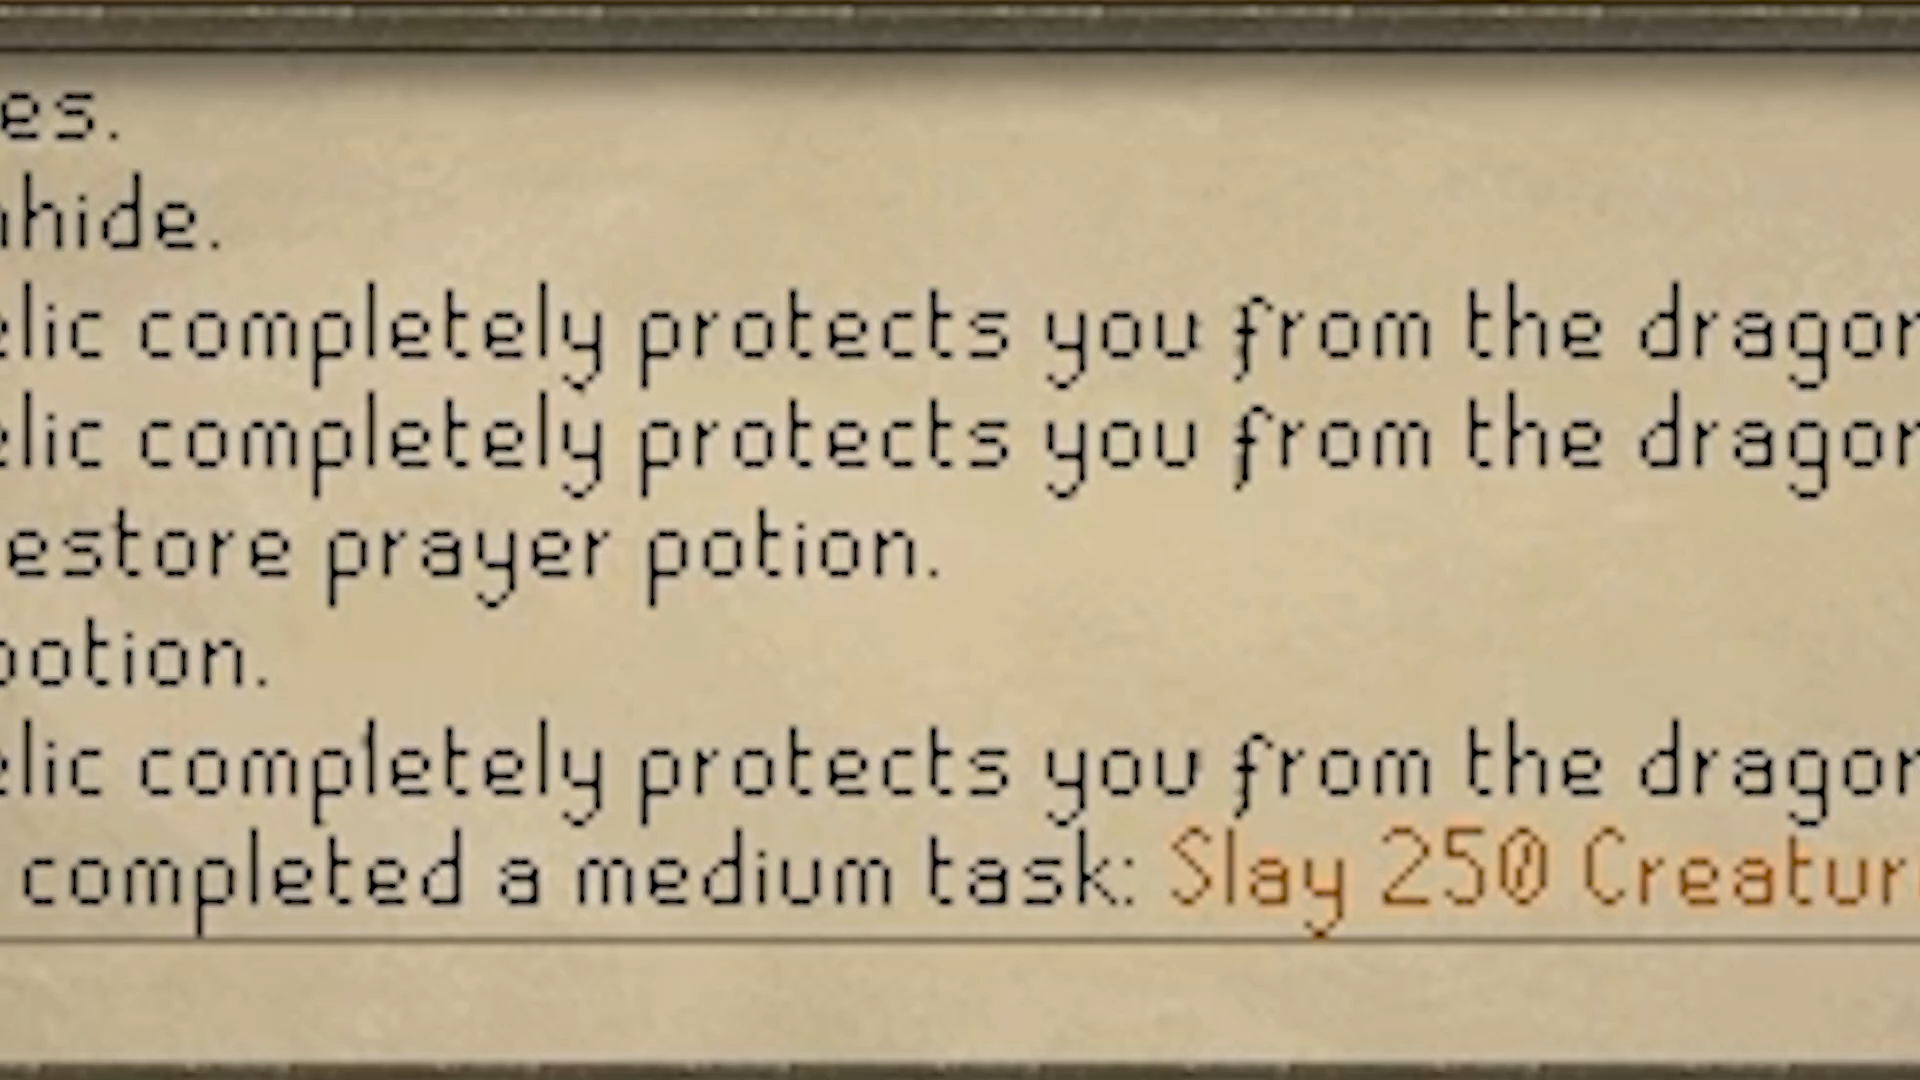 es.
hide.
elic completely protects you from the dragon
elic completely protects you from the dragon
estore prayer potion.
potion.
elic completely protects you from the dragon
completed a medium task: Slay 250 Creatur